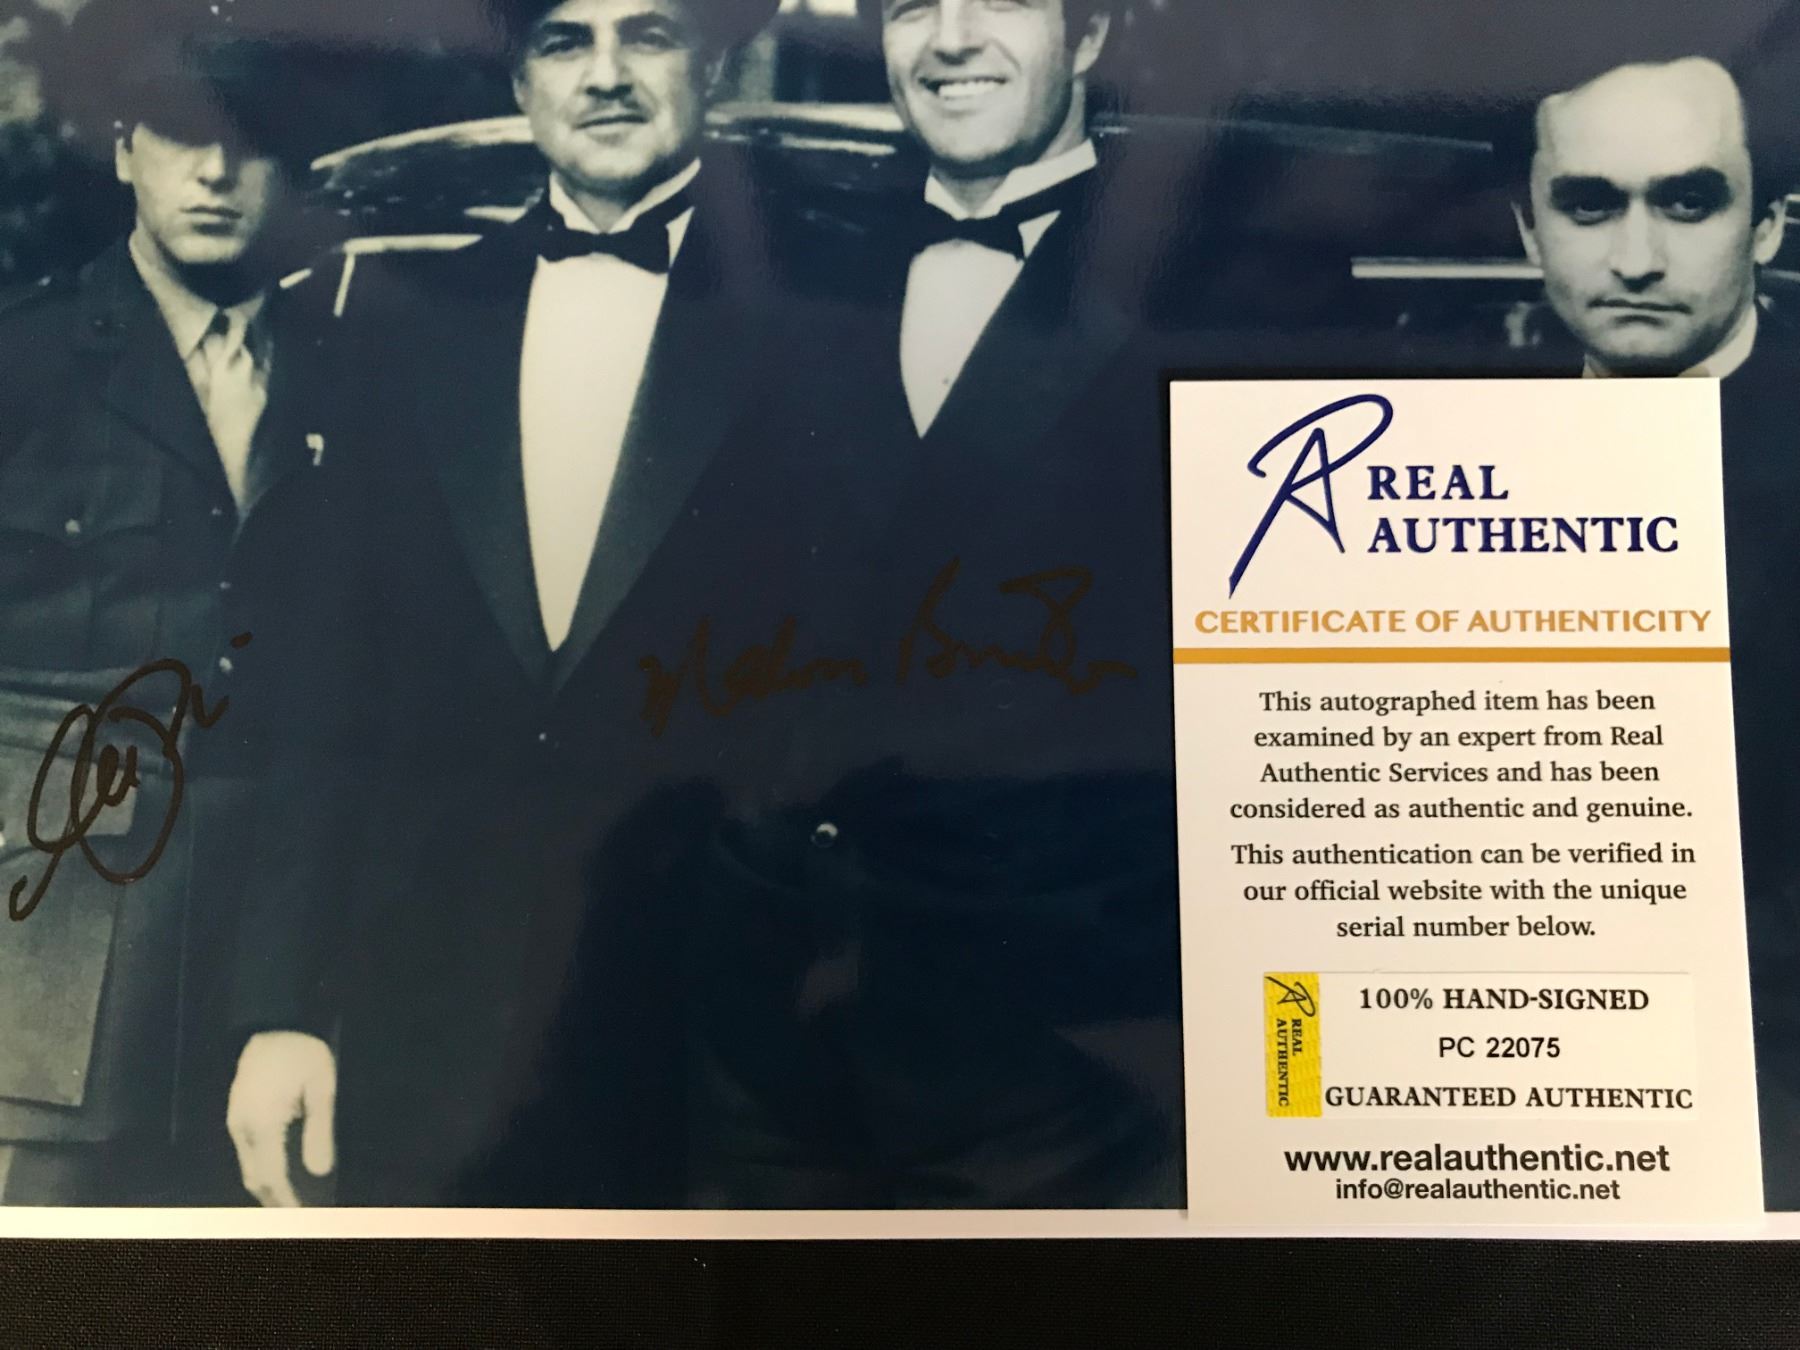 REAL
AUTHENTIC
CERTIFICATE OF AUTHENTICITY
This autographed item has been
examined by an expert from Real
Authentic Services and has been
considered as authentic and genuine.
This authentication can be verified in
our official website with the unique
serial number below.
REAL
AUTHENTIC
100% HAND-SIGNED
PC 22075
GUARANTEED AUTHENTIC
www.realauthentic.net
info@realauthentic.net